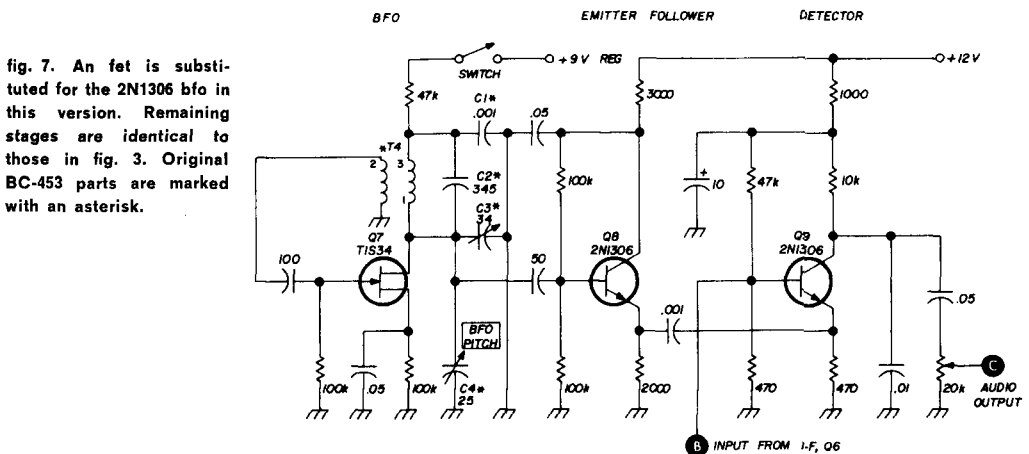 BFO
EMITTER FOLLOWER
DETECTOR
fig. 7. An fet is substi-
tuted for the 2N1306 bfo in
this version. Remaining
stages are identical to
those in fig. 3. Original
BC-453 parts are marked
with an asterisk.
SWITCH
+9V REG
+12V
47k
C1*
.001
.05
3000
1000
*T4
2
3
1
C2*
345
100k
+
10
47k
10k
C3*
34
Q7
TIS34
Q8
2N1306
Q9
2N1306
100
50
.05
.001
BFO
PITCH
100k
.05
100k
C4*
25
100k
2000
470
470
.01
20k
C
AUDIO
OUTPUT
B INPUT FROM I-F, Q6